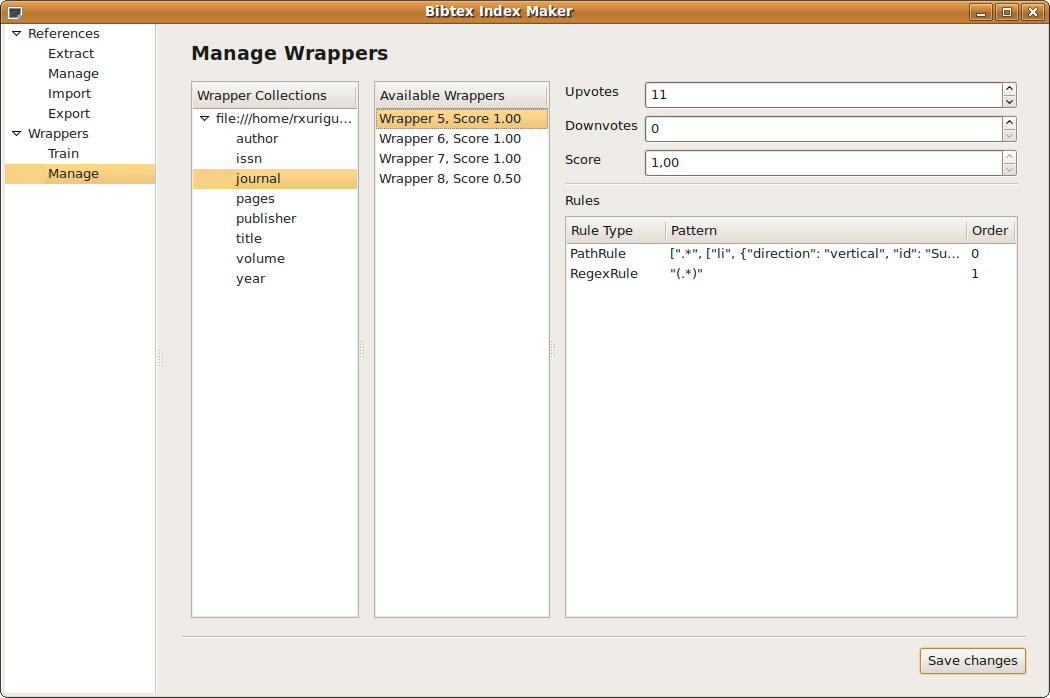 Bibtex Index Maker
References
Extract
Manage
Import
Export
Wrappers
Train
Manage
Manage Wrappers
Wrapper Collections
file:///home/rxurigu...
author
issn
journal
pages
publisher
title
volume
year
Available Wrappers
Wrapper 5, Score 1.00
Wrapper 6, Score 1.00
Wrapper 7, Score 1.00
Wrapper 8, Score 0.50
Upvotes 11
Downvotes 0
Score 1,00
Rules
Rule Type Pattern Order
PathRule [".*", ["li", {"direction": "vertical", "id": "Su... 0
RegexRule "(.*)" 1
Save changes